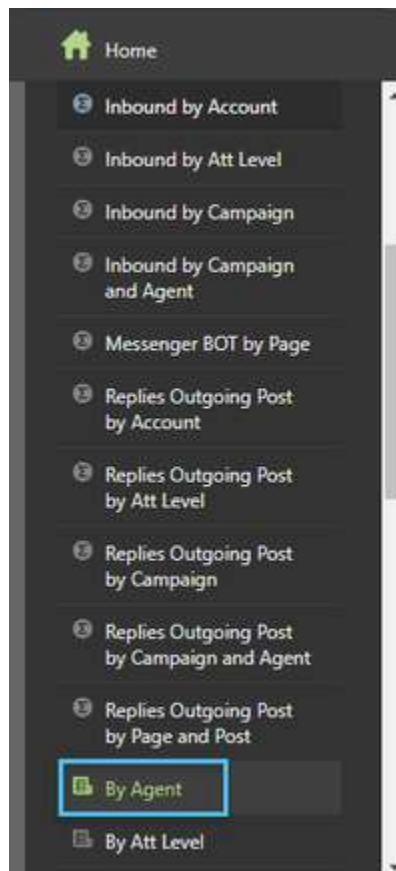 Home
Inbound by Account
Inbound by Att Level
Inbound by Campaign
Inbound by Campaign
and Agent
Messenger BOT by Page
Replies Outgoing Post
by Account
Replies Outgoing Post
by Att Level
Replies Outgoing Post
by Campaign
Replies Outgoing Post
by Campaign and Agent
Replies Outgoing Post
by Page and Post
By Agent
By Att Level